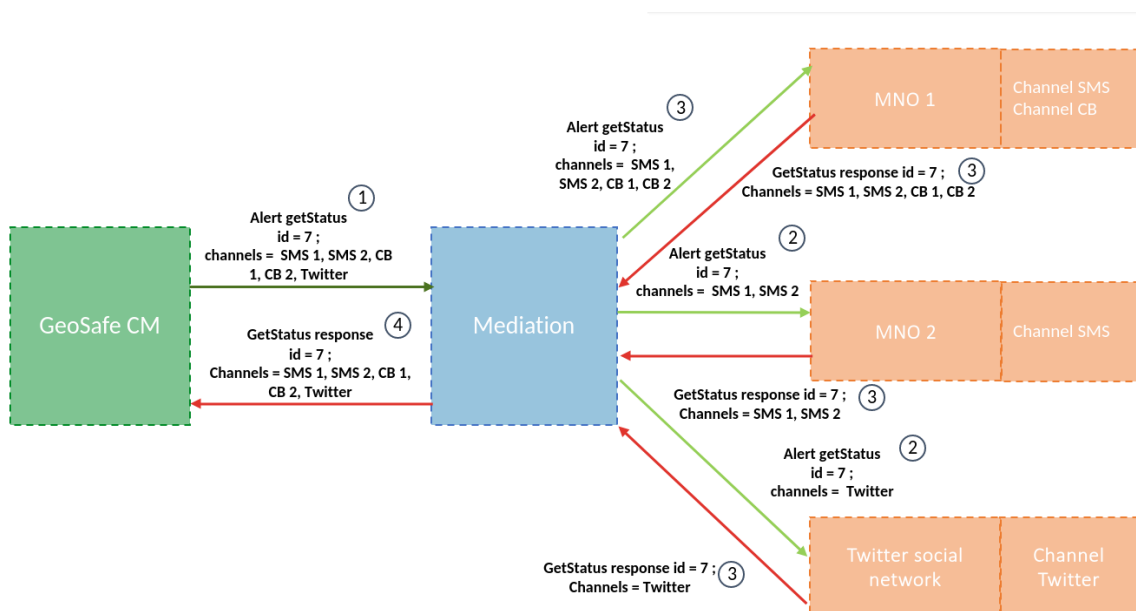 MNO 1
Channel SMS
Channel CB
3
Alert getStatus
id = 7 ;
channels =  SMS 1,
SMS 2, CB 1, CB 2
GetStatus response id = 7 ;
3
Channels = SMS 1, SMS 2, CB 1, CB 2
1
Alert getStatus
id = 7 ;
channels =  SMS 1, SMS 2, CB
1, CB 2, Twitter
2
Alert getStatus
id = 7 ;
channels =  SMS 1, SMS 2
GeoSafe CM
Mediation
MNO 2
Channel SMS
4
GetStatus response
id = 7 ;
Channels = SMS 1, SMS 2, CB 1,
CB 2, Twitter
GetStatus response id = 7 ;
3
Channels = SMS 1, SMS 2
2
Alert getStatus
id = 7 ;
channels =  Twitter
Twitter social
network
Channel
Twitter
GetStatus response id = 7 ;
3
Channels = Twitter